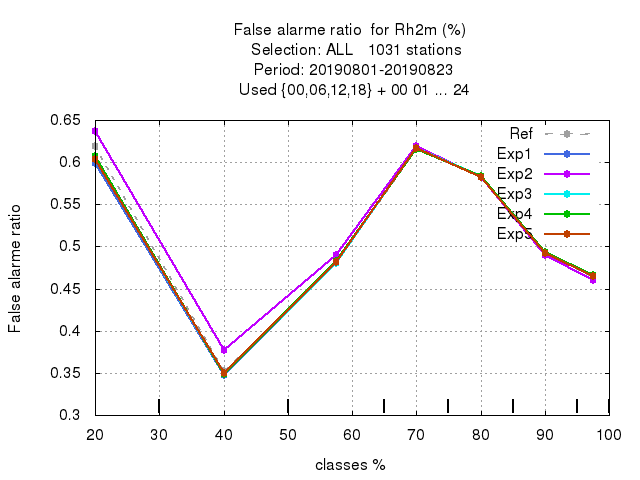 False alarme ratio  for Rh2m (%)
Selection: ALL   1031 stations
Period: 20190801-20190823
Used {00,06,12,18} + 00 01 ... 24
0.65
0.6
0.55
0.5
0.45
0.4
0.35
0.3
False alarme ratio
Ref
Exp1
Exp2
Exp3
Exp4
Exp5
20 30 40 50 60 70 80 90 100
classes %